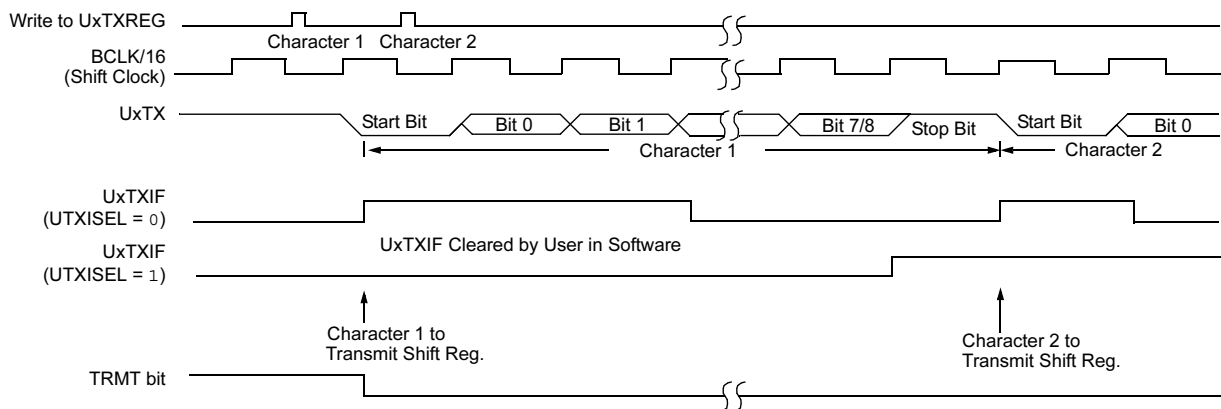 Write to UxTXREG
Character 1
Character 2
BCLK/16
(Shift Clock)
UxTX
Start Bit
Bit 0
Bit 1
Bit 7/8
Stop Bit
Start Bit
Bit 0
Character 1
Character 2
UxTXIF
(UTXISEL = 0)
UxTXIF Cleared by User in Software
UxTXIF
(UTXISEL = 1)
Character 1 to
Transmit Shift Reg.
Character 2 to
Transmit Shift Reg.
TRMT bit